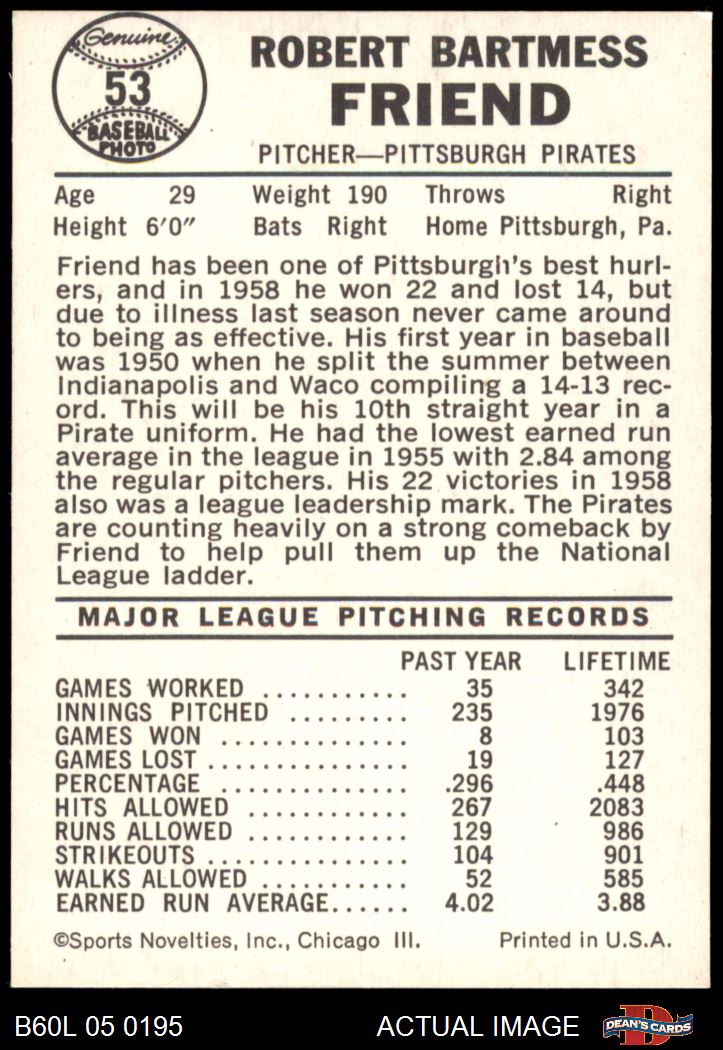 Genuine
53
BASEBALL
PHOTO
ROBERT BARTMESS
FRIEND
PITCHER—PITTSBURGH PIRATES
Age 29 Weight 190 Throws Right
Height 6'0" Bats Right Home Pittsburgh, Pa.
Friend has been one of Pittsburgh's best hurl-
ers, and in 1958 he won 22 and lost 14, but
due to illness last season never came around
to being as effective. His first year in baseball
was 1950 when he split the summer between
Indianapolis and Waco compiling a 14-13 rec-
ord. This will be his 10th straight year in a
Pirate uniform. He had the lowest earned run
average in the league in 1955 with 2.84 among
the regular pitchers. His 22 victories in 1958
also was a league leadership mark. The Pirates
are counting heavily on a strong comeback by
Friend to help pull them up the National
League ladder.
MAJOR LEAGUE PITCHING RECORDS
PAST YEAR LIFETIME
GAMES WORKED ........... 35 342
INNINGS PITCHED ......... 235 1976
GAMES WON .............. 8 103
GAMES LOST ............... 19 127
PERCENTAGE .............. .296 .448
HITS ALLOWED ............ 267 2083
RUNS ALLOWED ............ 129 986
STRIKEOUTS ............... 104 901
WALKS ALLOWED ........... 52 585
EARNED RUN AVERAGE...... 4.02 3.88
©Sports Novelties, Inc., Chicago Ill. Printed in U.S.A.
B60L 05 0195 ACTUAL IMAGE D DEAN'S CARDS